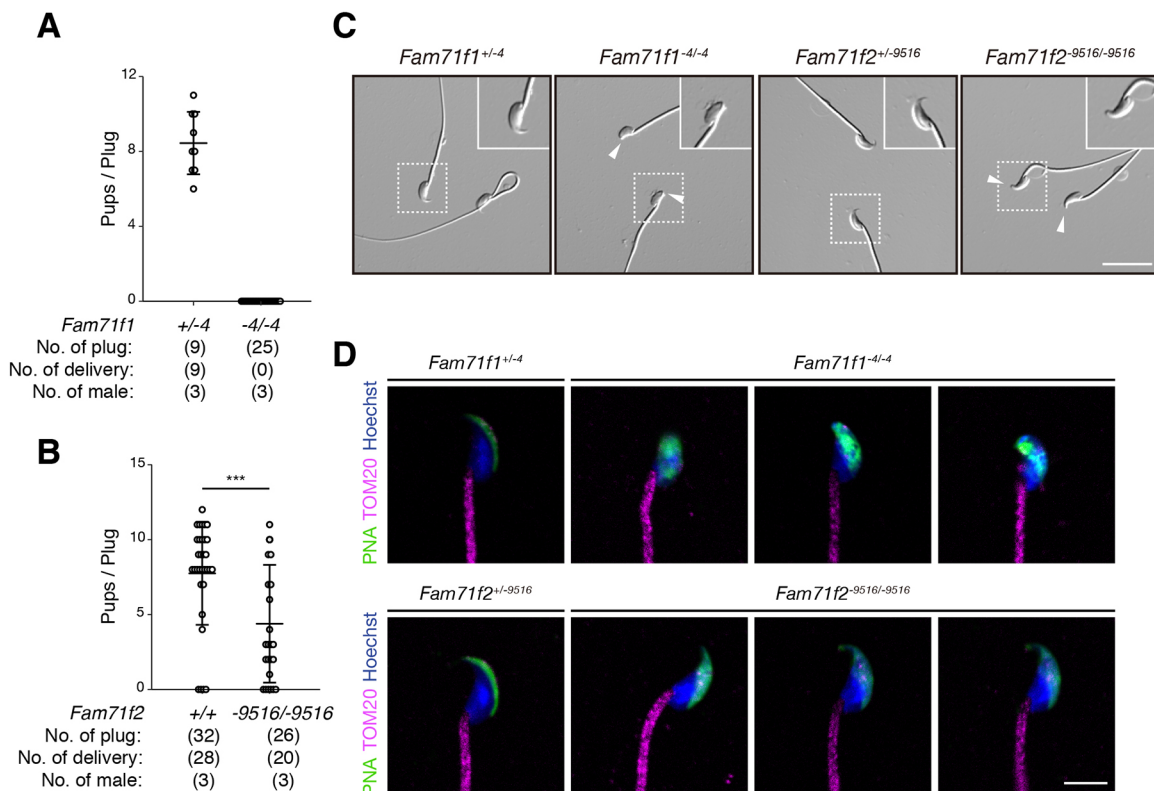 A
12
8
4
0
Pups / Plug
Fam71f1 +/-4 -4/-4
No. of plug: (9) (25)
No. of delivery: (9) (0)
No. of male: (3) (3)
B
15
10
5
0
Pups / Plug
***
Fam71f2 +/+ -9516/-9516
No. of plug: (32) (26)
No. of delivery: (28) (20)
No. of male: (3) (3)
C
Fam71f1+/-4 Fam71f1-4/-4 Fam71f2+/-9516 Fam71f2-9516/-9516
D
Fam71f1+/-4 Fam71f1-4/-4
PNA TOM20 Hoechst
Fam71f2+/-9516 Fam71f2-9516/-9516
PNA TOM20 Hoechst